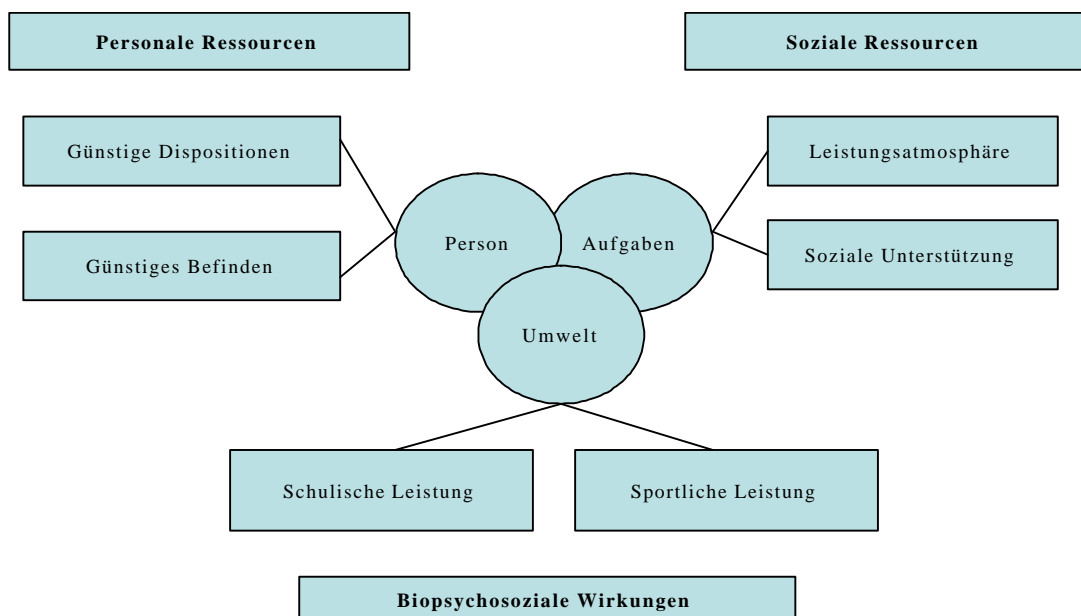 Personale Ressourcen
Soziale Ressourcen
Günstige Dispositionen
Leistungsatmosphäre
Günstiges Befinden
Person
Aufgaben
Soziale Unterstützung
Umwelt
Schulische Leistung
Sportliche Leistung
Biopsychosoziale Wirkungen